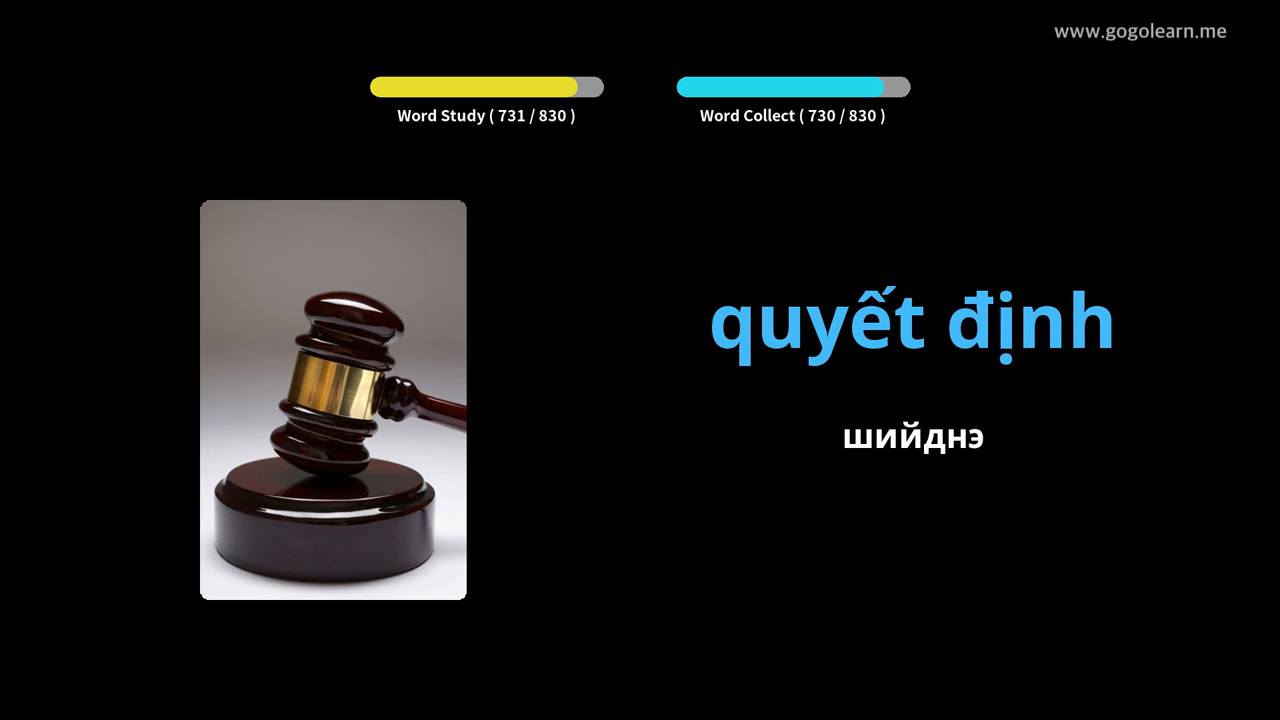 www.gogolearn.me
Word Study ( 731 / 830 )
Word Collect ( 730 / 830 )
quyết định
шийднэ